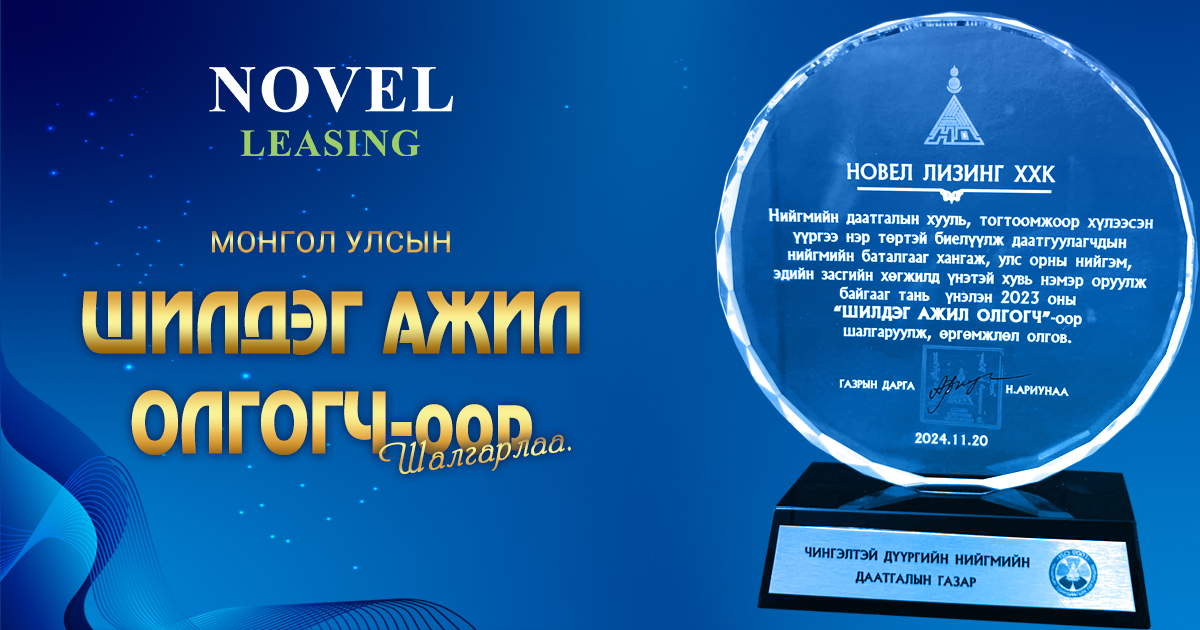 NOVEL
LEASING
МОНГОЛ УЛСЫН
ШИЛДЭГ АЖИЛ
ОЛГОГЧ-оор
Шалгарлаа.
НОВЕЛ ЛИЗИНГ ХХК
Нийгмийн даатгалын хууль, тогтоомжоор хүлээсэн
үүргээ нэр төртэй биелүүлж даатгуулагчдын
нийгмийн баталгааг хангаж, улс орны нийгэм,
эдийн засгийн хөгжилд үнэтэй хувь нэмэр оруулж
байгааг тань үнэлэн 2023 оны
“ШИЛДЭГ АЖИЛ ОЛГОГЧ”-оор
шалгаруулж, өргөмжлөл олгов.
ГАЗРЫН ДАРГА Н.АРИУНАА
2024.11.20
ЧИНГЭЛТЭЙ ДҮҮРГИЙН НИЙГМИЙН
ДААТГАЛЫН ГАЗАР